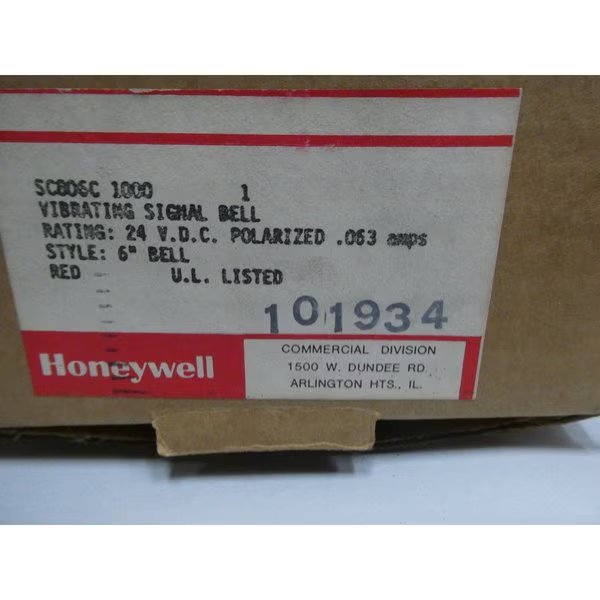 SC806C 1000 1
VIBRATING SIGNAL BELL
RATING: 24 V.D.C. POLARIZED .063 amps
STYLE: 6" BELL
RED U.L. LISTED
101934
Honeywell
COMMERCIAL DIVISION
1500 W. DUNDEE RD.
ARLINGTON HTS., IL.